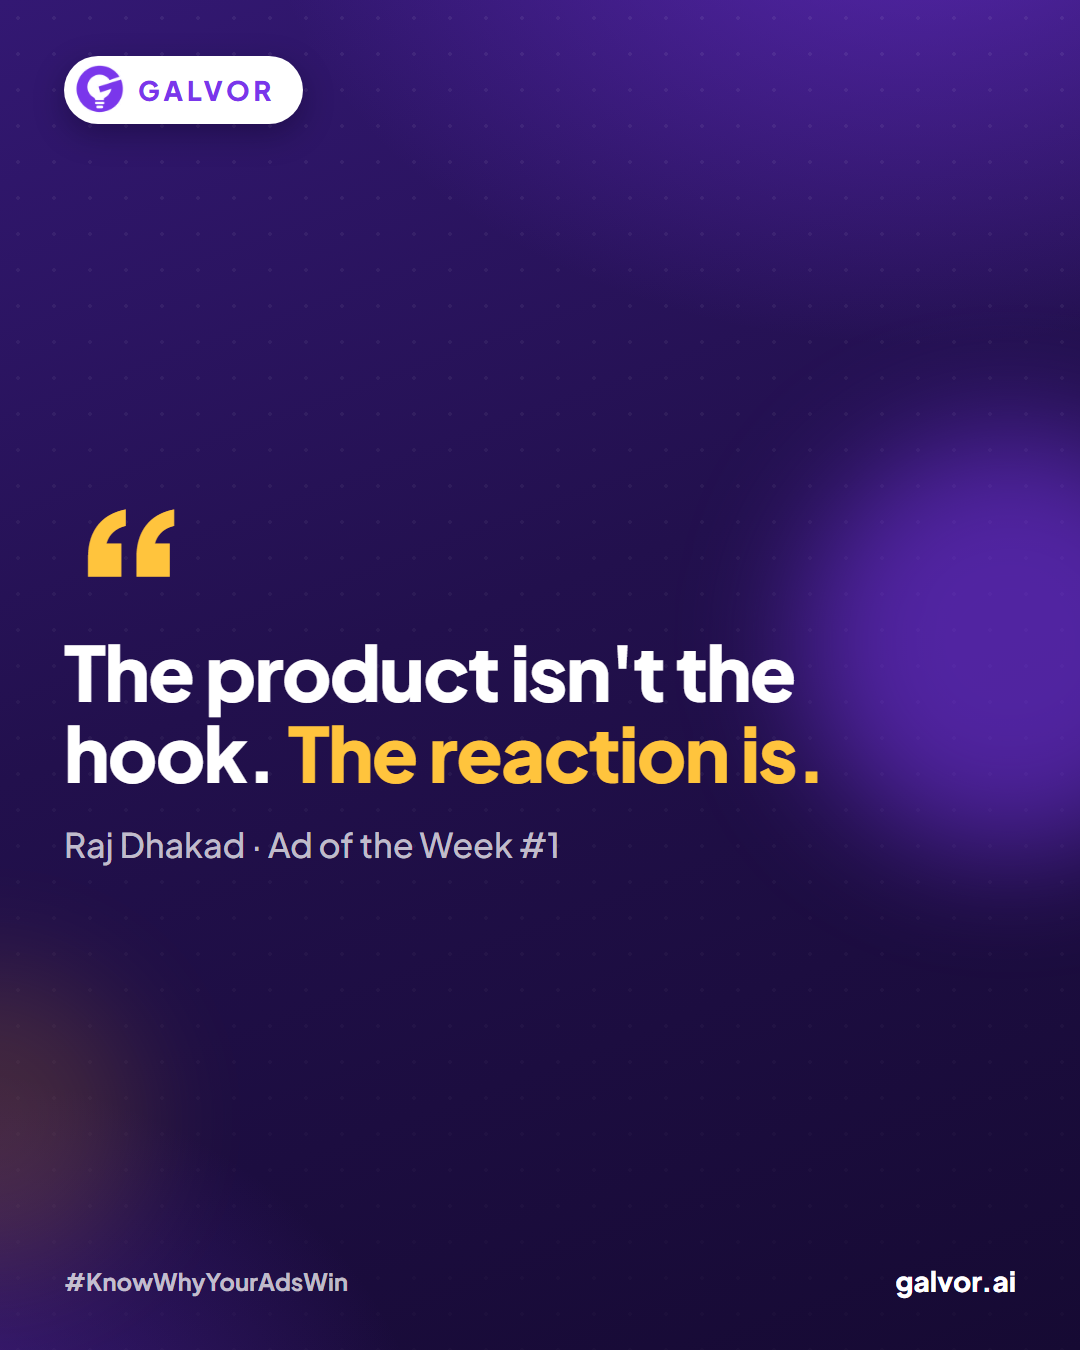 GALVOR
“
The product isn't the
hook. The reaction is.
Raj Dhakad · Ad of the Week #1
#KnowWhyYourAdsWin
galvor.ai